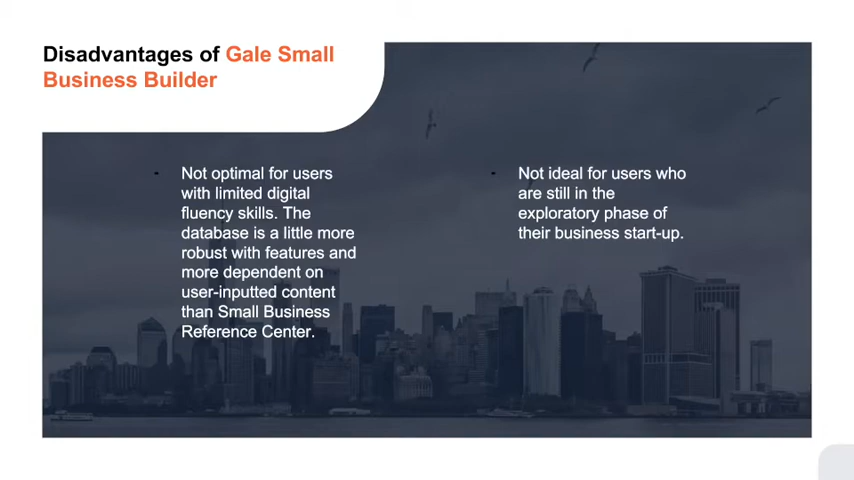 Disadvantages of Gale Small
Business Builder
Not optimal for users
with limited digital
fluency skills. The
database is a little more
robust with features and
more dependent on
user-inputted content
than Small Business
Reference Center.
Not ideal for users who
are still in the
exploratory phase of
their business start-up.